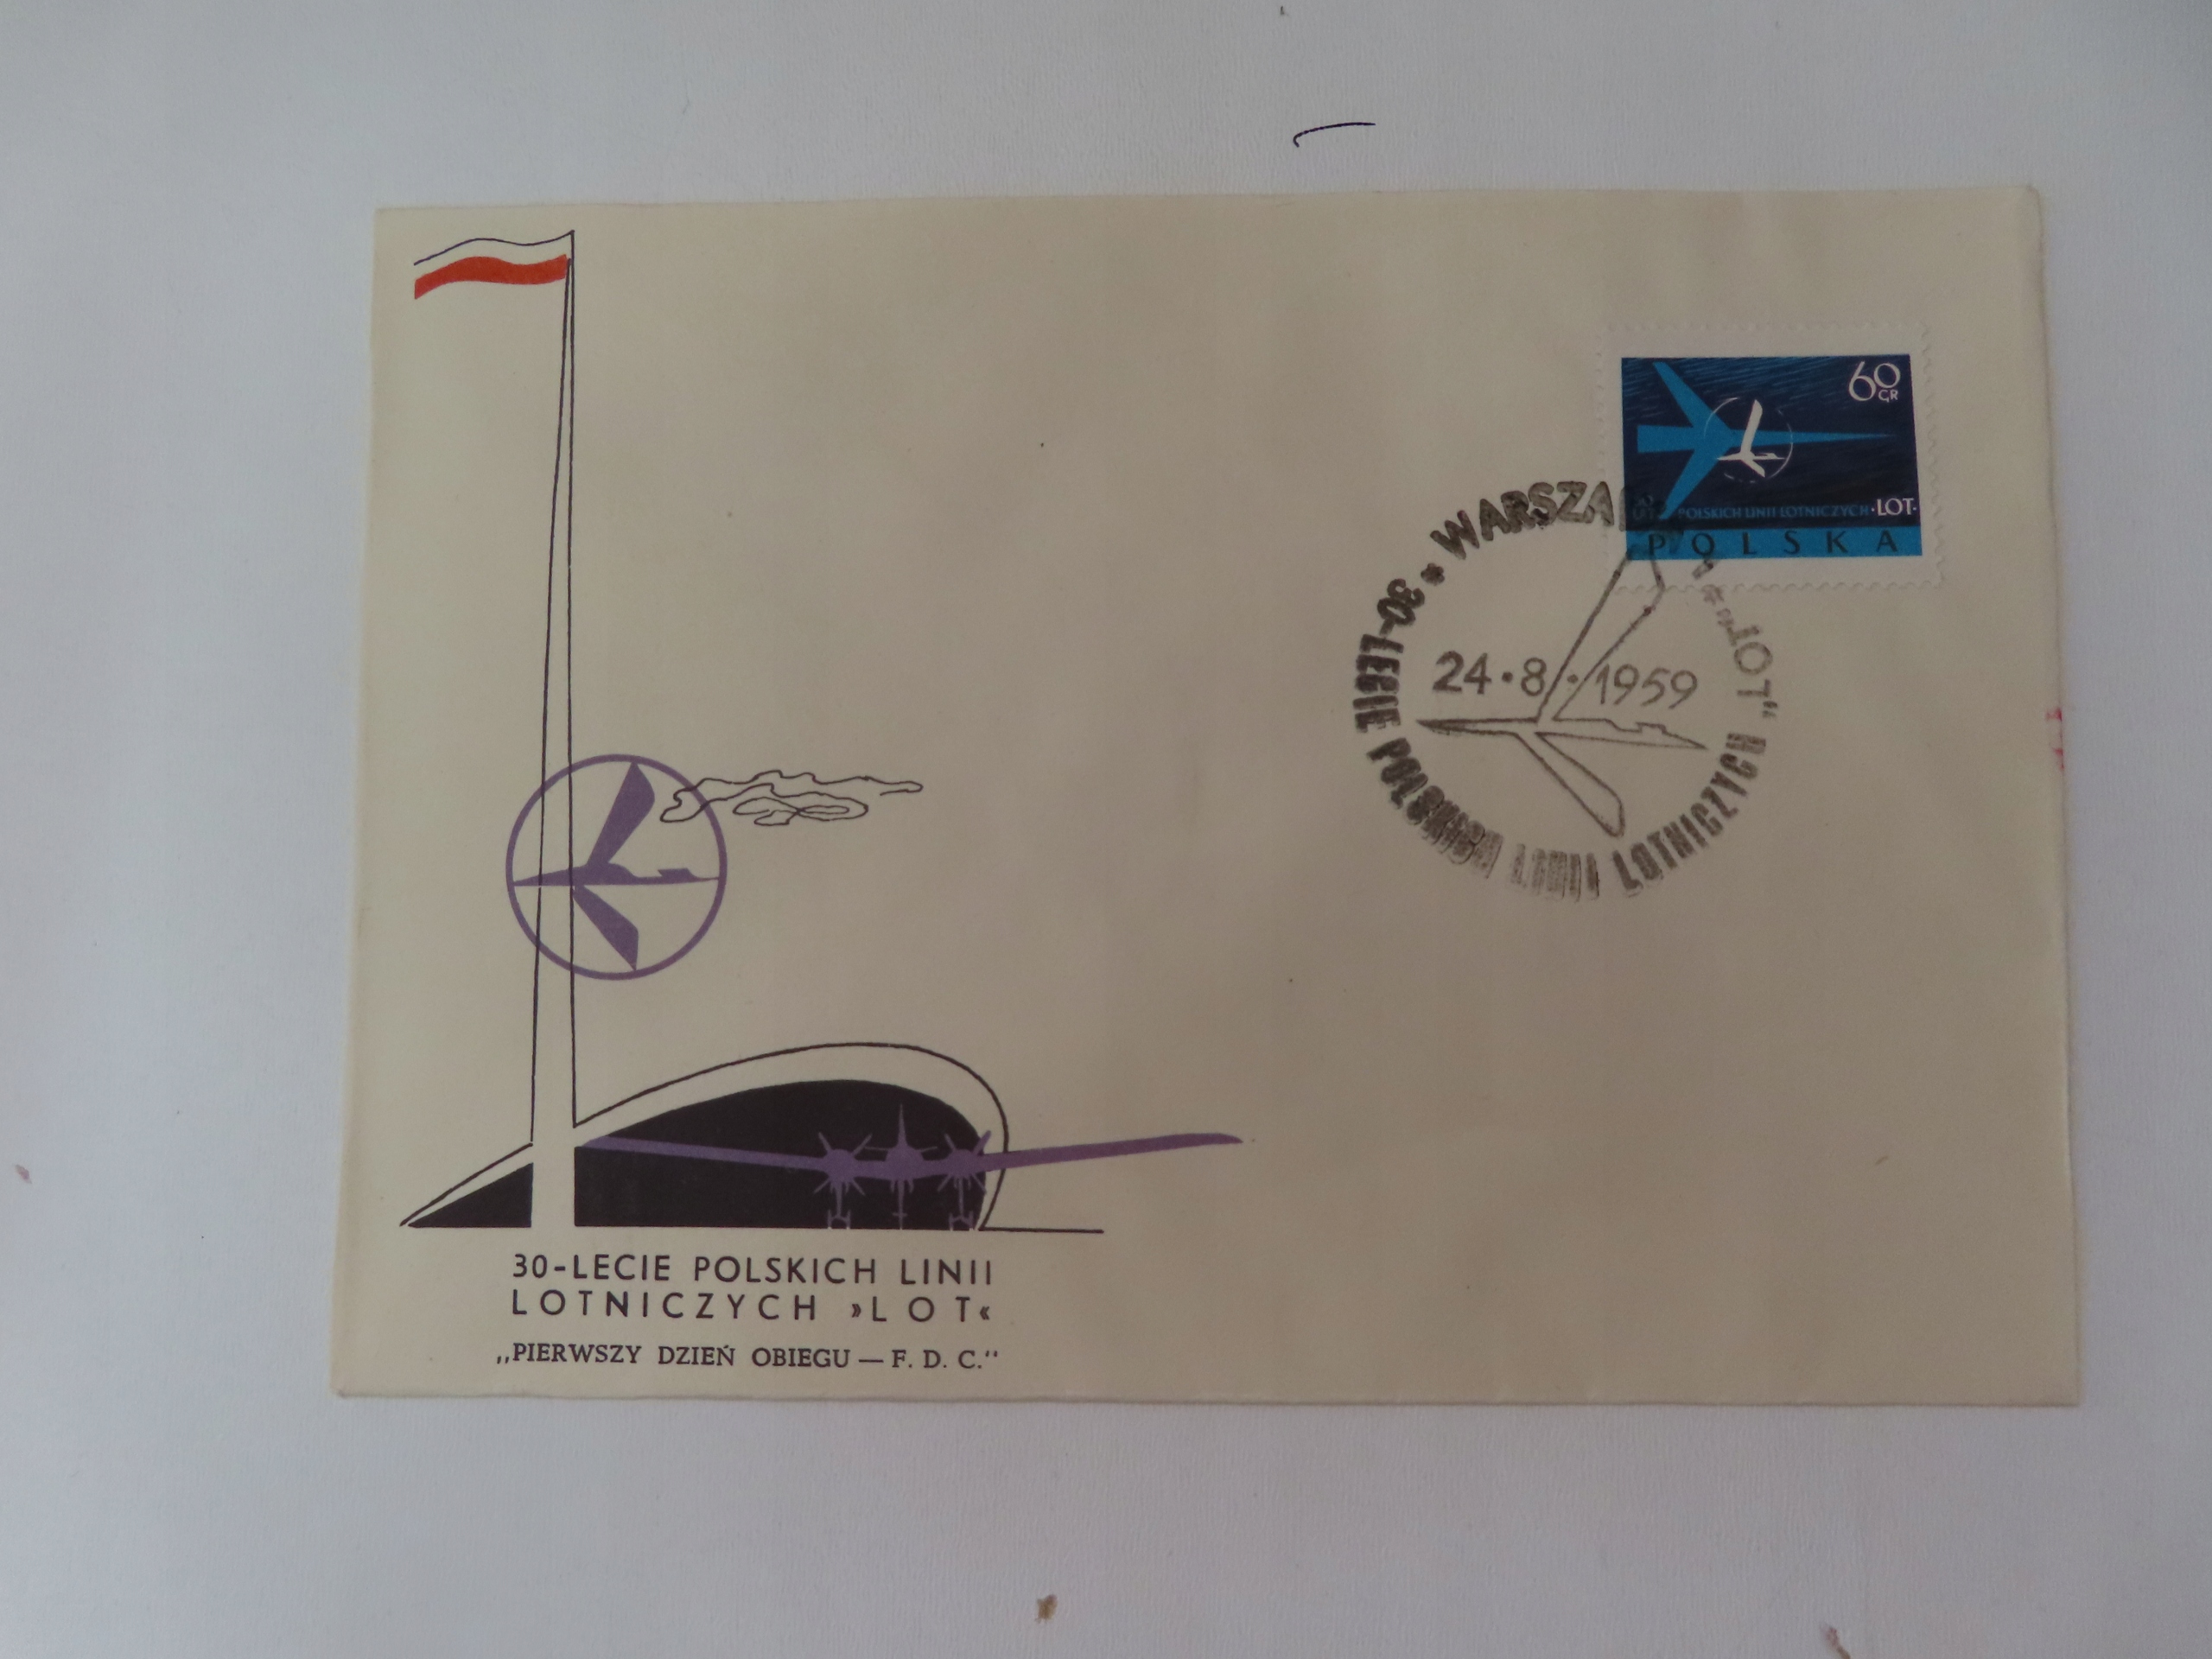 60
GR
POLSKICH LINII LOTNICZYCH ·LOT·
POLSKA
* WARSZAWA
24·8·1959
30-LECIE POLSKICH LINII LOTNICZYCH „LOT”
30-LECIE POLSKICH LINII
LOTNICZYCH »LOT«
„PIERWSZY DZIEŃ OBIEGU — F. D. C.“